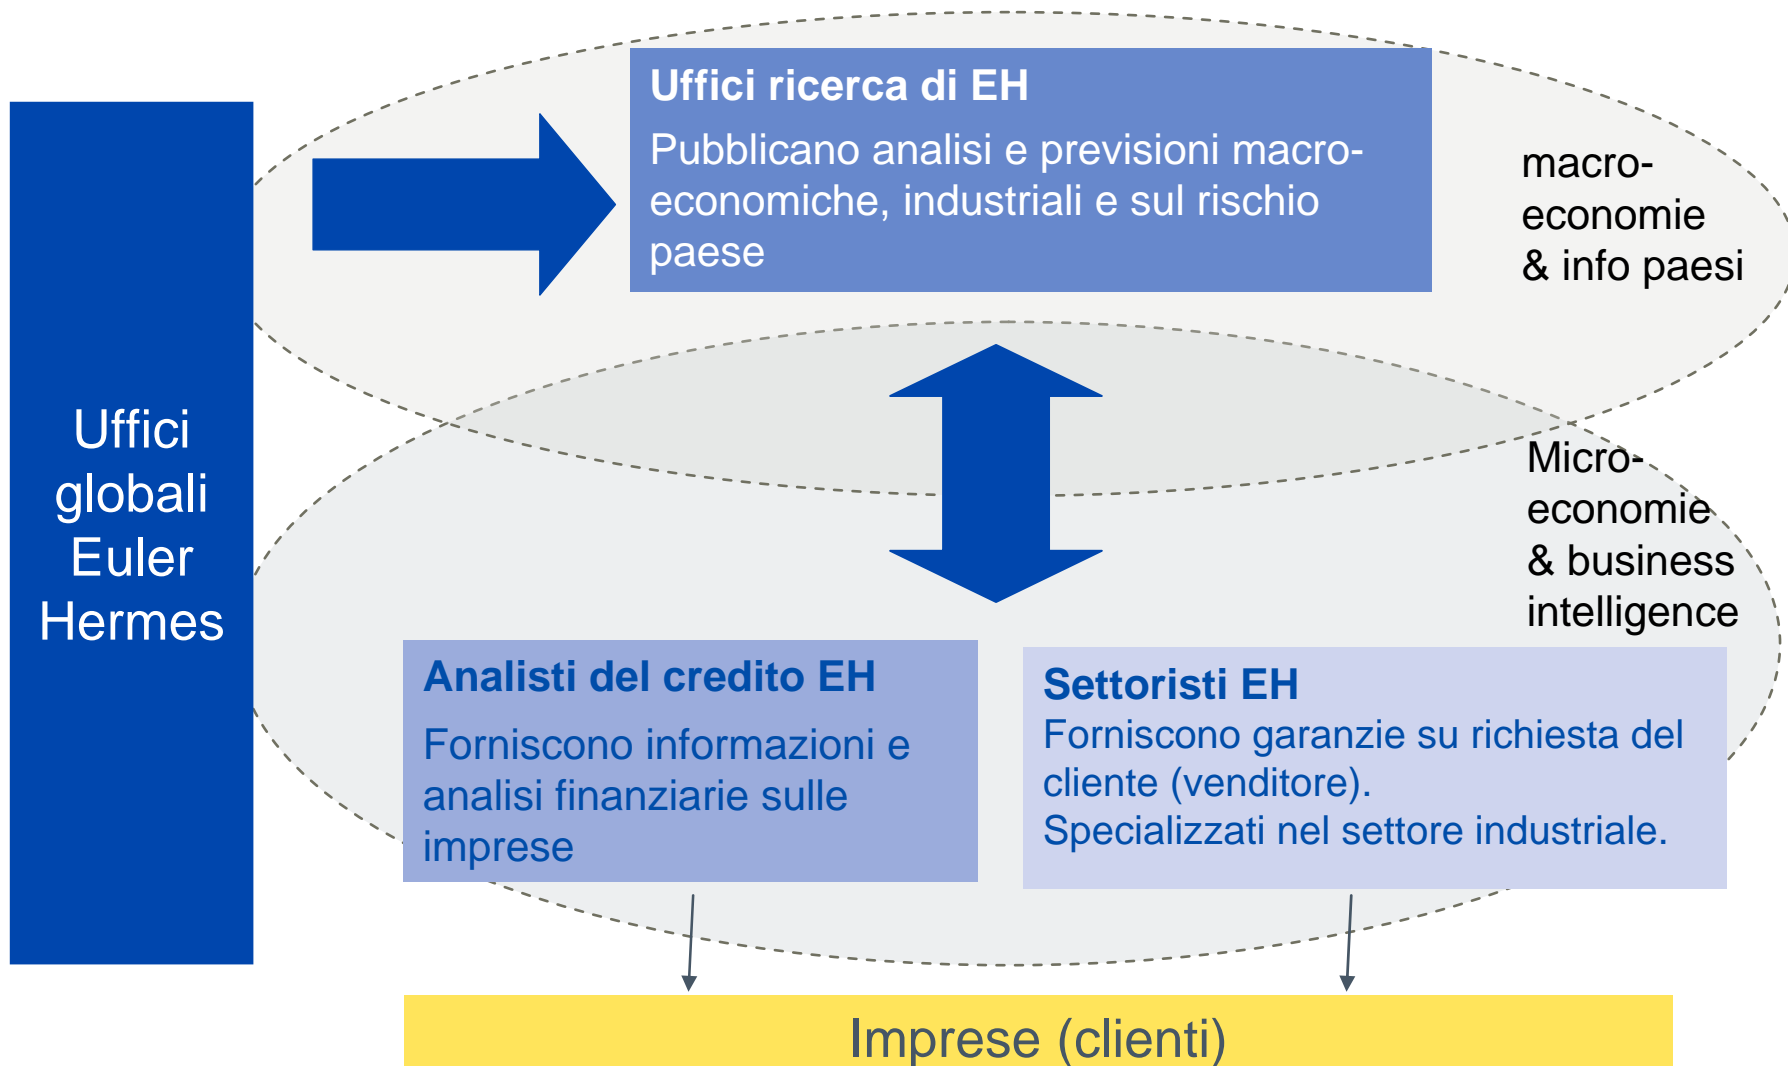 Uffici
globali
Euler
Hermes
Uffici ricerca di EH
Pubblicano analisi e previsioni macro-
economiche, industriali e sul rischio
paese
macro-
economie
& info paesi
Micro-
economie
& business
intelligence
Analisti del credito EH
Forniscono informazioni e
analisi finanziarie sulle
imprese
Settoristi EH
Forniscono garanzie su richiesta del
cliente (venditore).
Specializzati nel settore industriale.
Imprese (clienti)